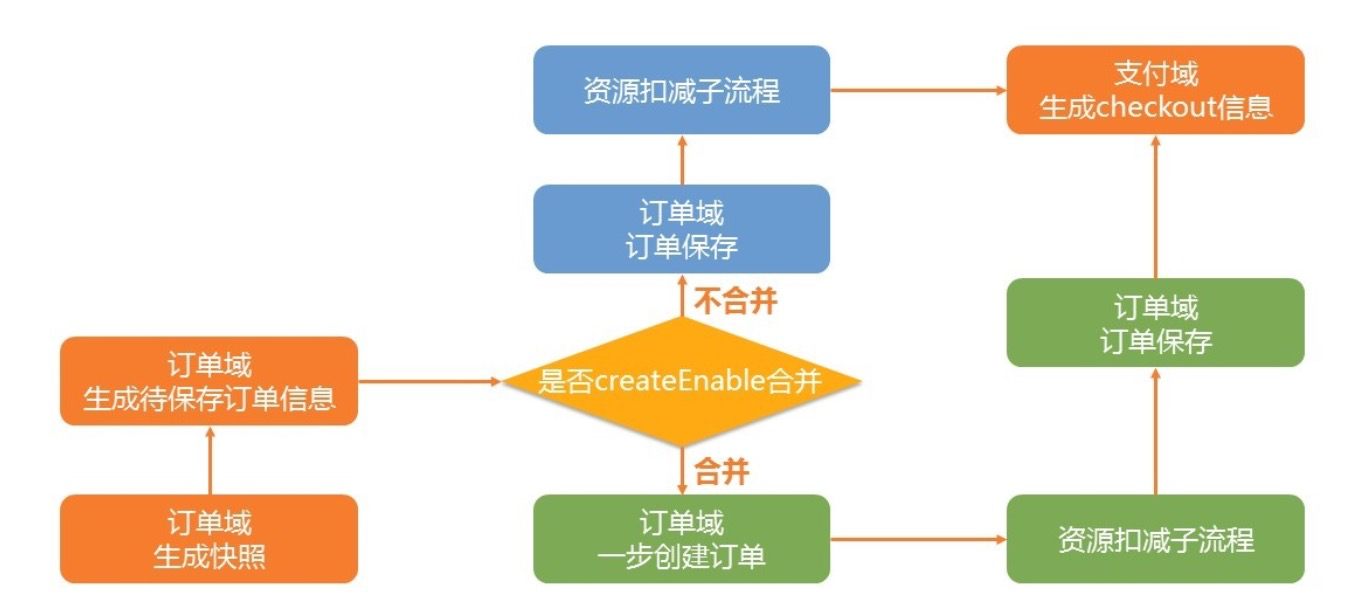 资源扣减子流程
支付域
生成checkout信息
订单域
订单保存
不合并
订单域
订单保存
订单域
生成待保存订单信息
是否createEnable合并
合并
订单域
生成快照
订单域
一步创建订单
资源扣减子流程